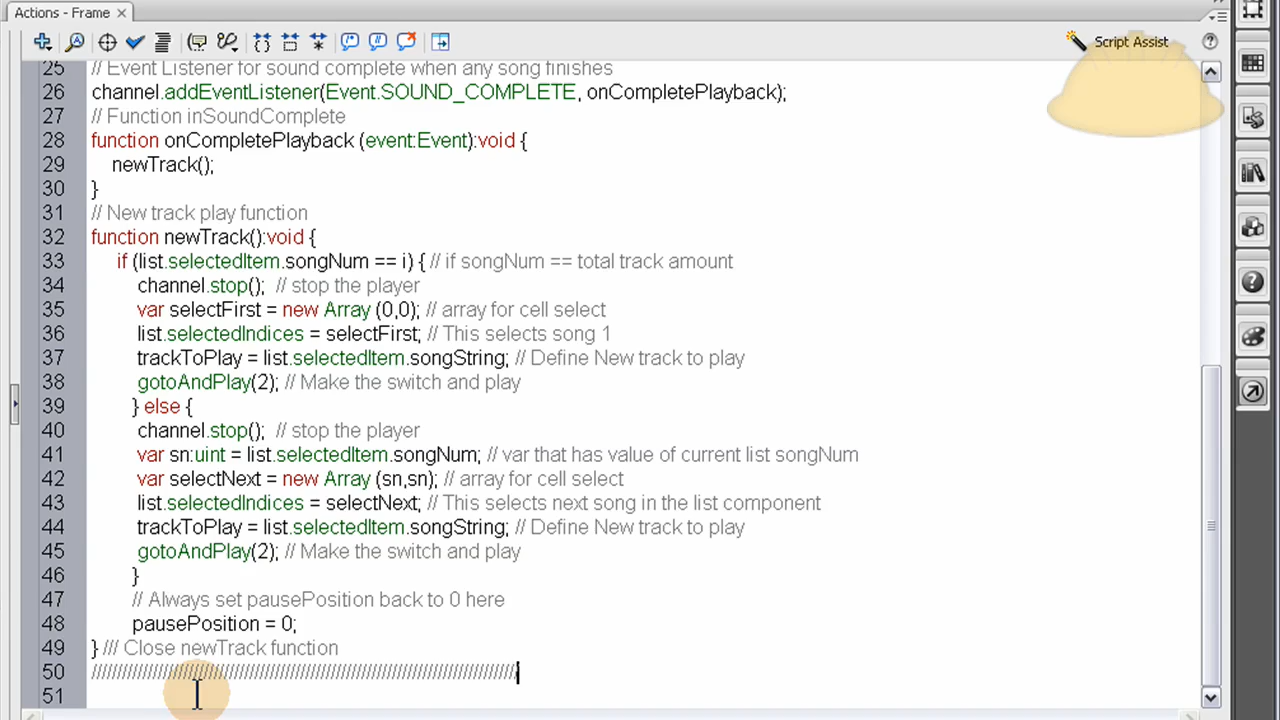 Actions - Frame
Script Assist
25 // Event Listener for sound complete when any song finishes
26 channel.addEventListener(Event.SOUND_COMPLETE, onCompletePlayback);
27 // Function inSoundComplete
28 function onCompletePlayback (event:Event):void {
29 newTrack();
30 }
31 // New track play function
32 function newTrack():void {
33 if (list.selectedItem.songNum == i) { // if songNum == total track amount
34 channel.stop(); // stop the player
35 var selectFirst = new Array (0,0); // array for cell select
36 list.selectedIndices = selectFirst; // This selects song 1
37 trackToPlay = list.selectedItem.songString; // Define New track to play
38 gotoAndPlay(2); // Make the switch and play
39 } else {
40 channel.stop(); // stop the player
41 var sn:uint = list.selectedItem.songNum; // var that has value of current list songNum
42 var selectNext = new Array (sn,sn); // array for cell select
43 list.selectedIndices = selectNext; // This selects next song in the list component
44 trackToPlay = list.selectedItem.songString; // Define New track to play
45 gotoAndPlay(2); // Make the switch and play
46 }
47 // Always set pausePosition back to 0 here
48 pausePosition = 0;
49 } /// Close newTrack function
50 //////////////////////////////////////////////////////////////////////////////////////
51